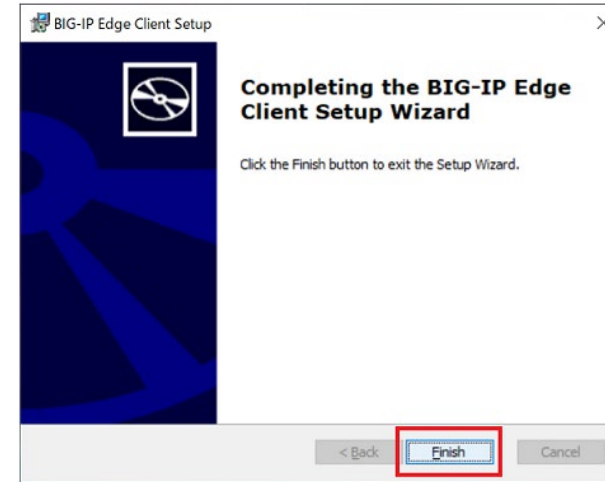 BIG-IP Edge Client Setup
Completing the BIG-IP Edge
Client Setup Wizard
Click the Finish button to exit the Setup Wizard.
< Back Finish Cancel